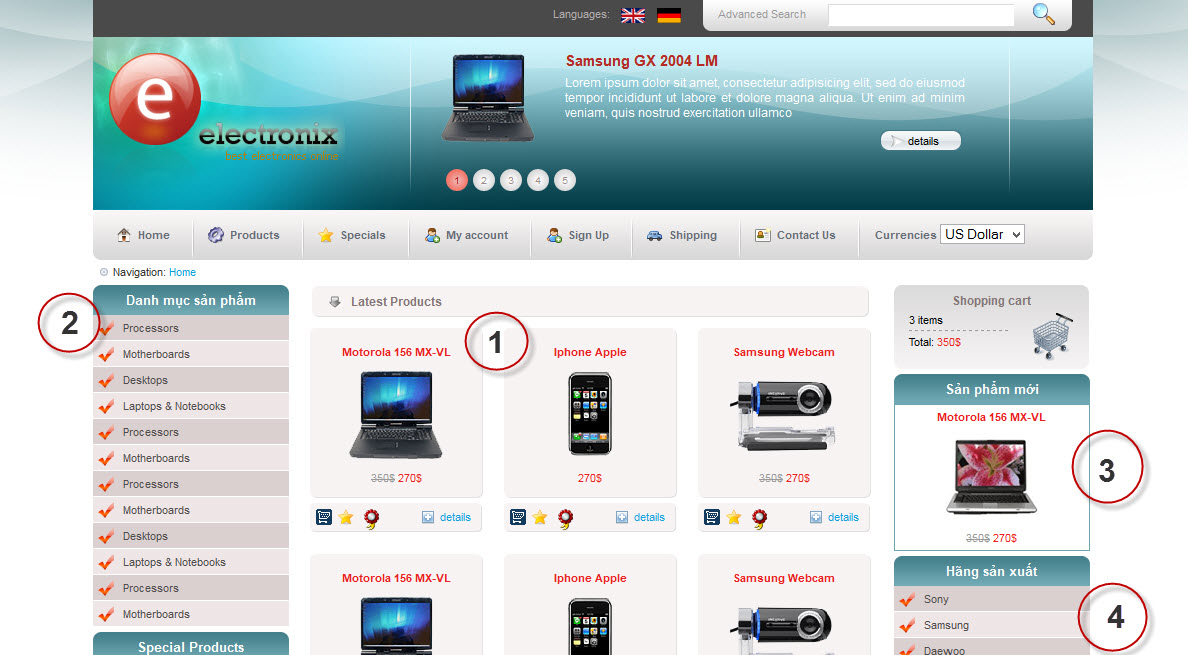 Languages:
Advanced Search
e
electronix
best electronics online
Samsung GX 2004 LM
Lorem ipsum dolor sit amet, consectetur adipisicing elit, sed do eiusmod
tempor incididunt ut labore et dolore magna aliqua. Ut enim ad minim
veniam, quis nostrud exercitation ullamco
details
1 2 3 4 5
Home Products Specials My account Sign Up Shipping Contact Us Currencies US Dollar
Navigation: Home
Danh mục sản phẩm
2
Processors
Motherboards
Desktops
Laptops & Notebooks
Processors
Motherboards
Processors
Motherboards
Desktops
Laptops & Notebooks
Processors
Motherboards
Special Products
Latest Products
1
Motorola 156 MX-VL
350$ 270$
details
Iphone Apple
270$
details
Samsung Webcam
350$ 270$
details
Motorola 156 MX-VL
Iphone Apple
Samsung Webcam
Shopping cart
3 items
Total: 350$
Sản phẩm mới
Motorola 156 MX-VL
3
350$ 270$
Hãng sản xuất
Sony
4
Samsung
Daewoo